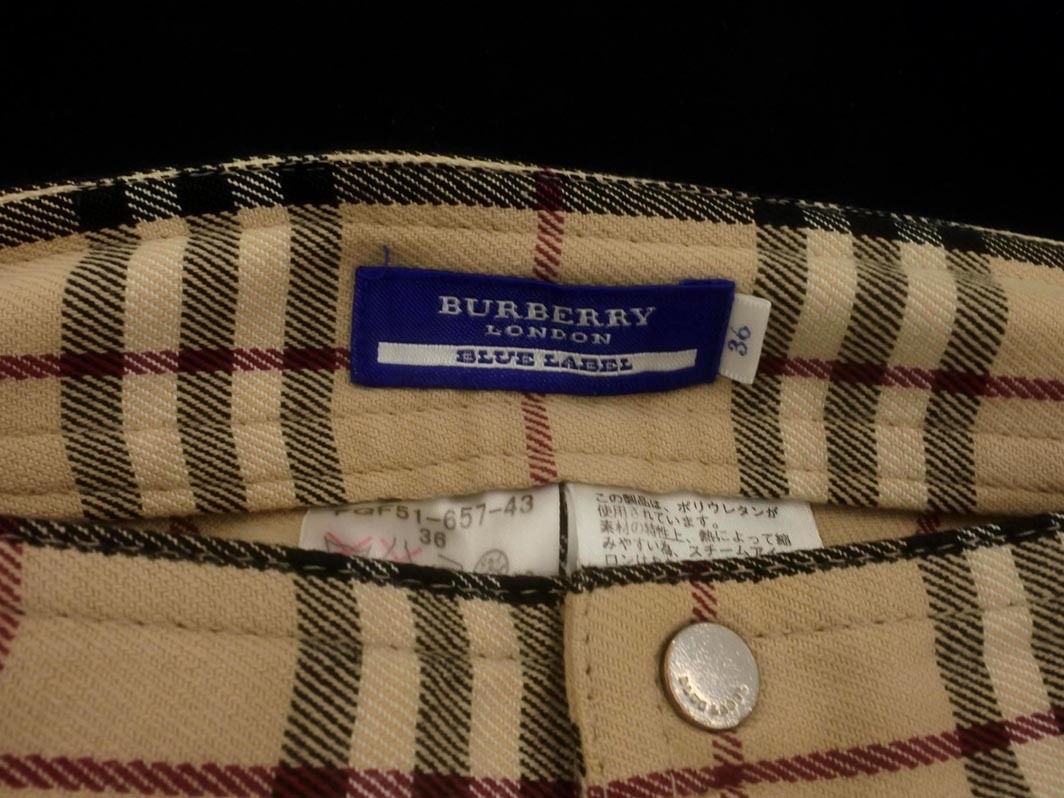 BURBERRY
LONDON
BLUE LABEL
36
FQF51-657-43
36
この製品は、ポリウレタンが
使用されています。
素材の特性上、熱によって縮
みやすい為、スチームアイ
ロンは